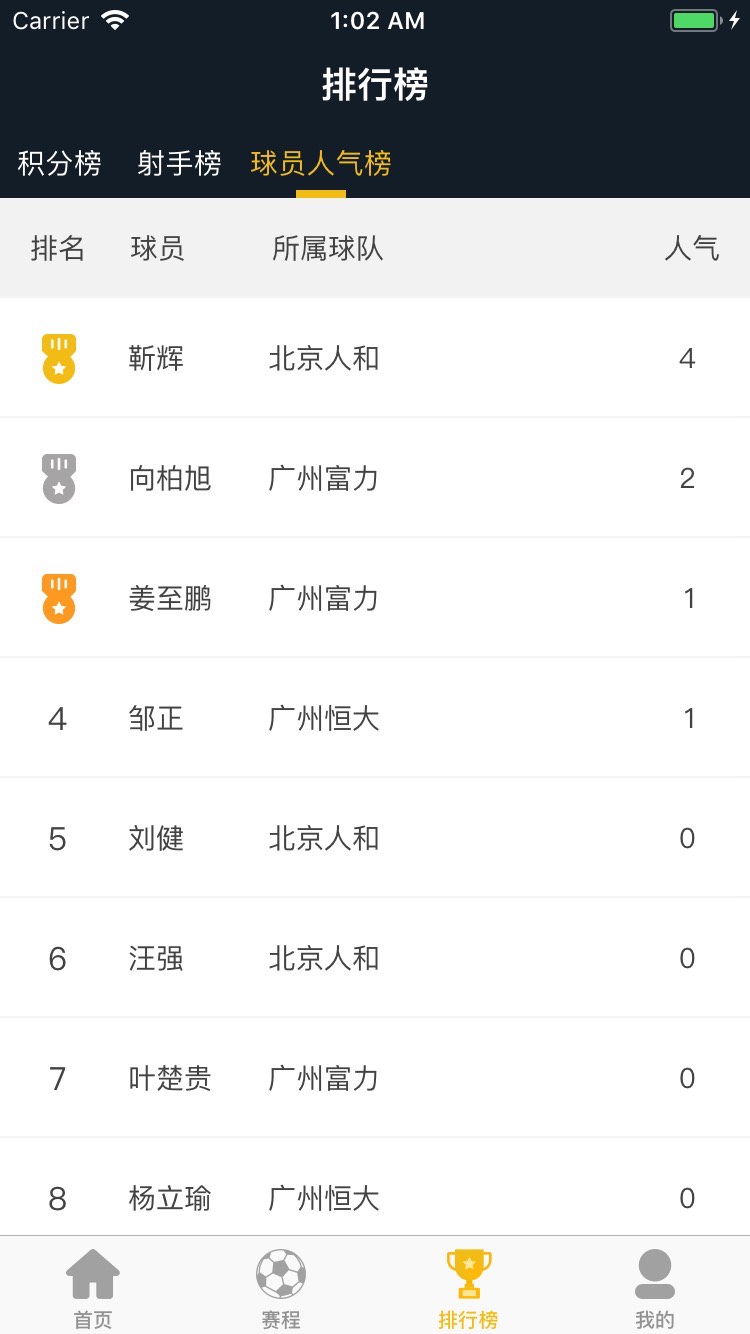 Carrier 1:02 AM
排行榜
积分榜 射手榜 球员人气榜
排名 球员 所属球队 人气
靳辉 北京人和 4
向柏旭 广州富力 2
姜至鹏 广州富力 1
4 邹正 广州恒大 1
5 刘健 北京人和 0
6 汪强 北京人和 0
7 叶楚贵 广州富力 0
8 杨立瑜 广州恒大 0
首页 赛程 排行榜 我的